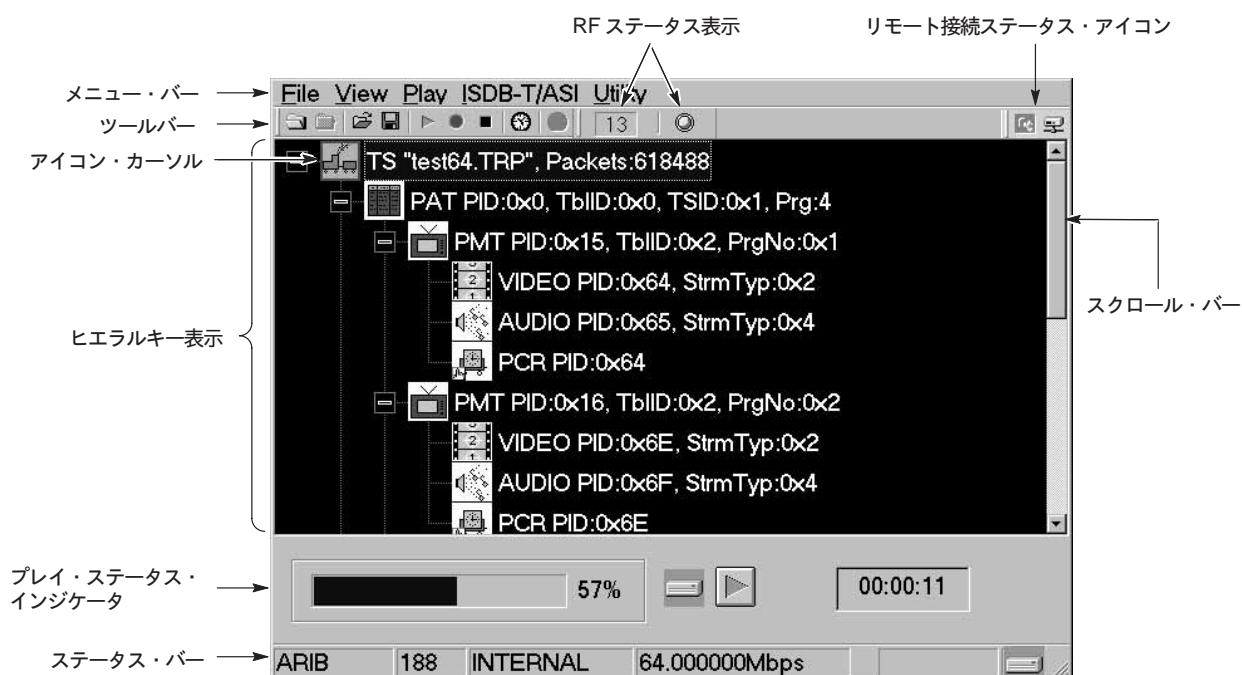 RF ステータス表示
リモート接続ステータス・アイコン
メニュー・バー
File View Play ISDB-T/ASI Utility
ツールバー
13
アイコン・カーソル
TS "test64.TRP", Packets:618488
PAT PID:0x0, TblID:0x0, TSID:0x1, Prg:4
PMT PID:0x15, TblID:0x2, PrgNo:0x1
VIDEO PID:0x64, StrmTyp:0x2
スクロール・バー
AUDIO PID:0x65, StrmTyp:0x4
ヒエラルキー表示
PCR PID:0x64
PMT PID:0x16, TblID:0x2, PrgNo:0x2
VIDEO PID:0x6E, StrmTyp:0x2
AUDIO PID:0x6F, StrmTyp:0x4
PCR PID:0x6E
プレイ・ステータス・
インジケータ
57%
00:00:11
ステータス・バー
ARIB 188 INTERNAL 64.000000Mbps